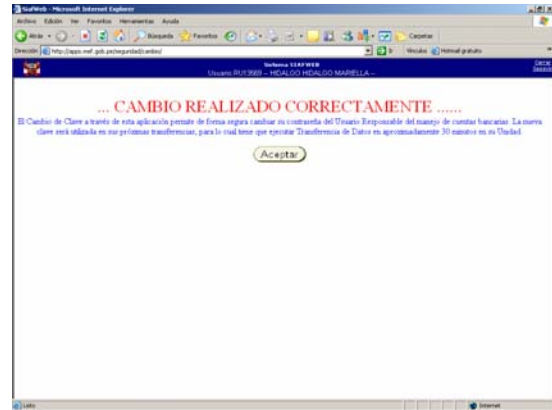 SiafWeb - Microsoft Internet Explorer
Archivo Edición Ver Favoritos Herramientas Ayuda
Atrás Búsqueda Favoritos Carpetas
Dirección http://apps.mef.gob.pe/seguridad/cambio/ Ir Vínculos Hotmail gratuito
Sistema SIAFWEB
Usuario RU13569 -- HIDALGO HIDALGO MARIELLA --
Cerrar
... CAMBIO REALIZADO CORRECTAMENTE ......
El Cambio de Clave a través de esta aplicación permite de forma segura cambiar su contraseña del Usuario Responsable del manejo de cuentas bancarias. La nueva
clave será utilizada en sus próximas transferencias, para lo cual tiene que ejecutar Transferencia de Datos en aproximadamente 30 minutos en su Unidad.
Aceptar
Listo Internet